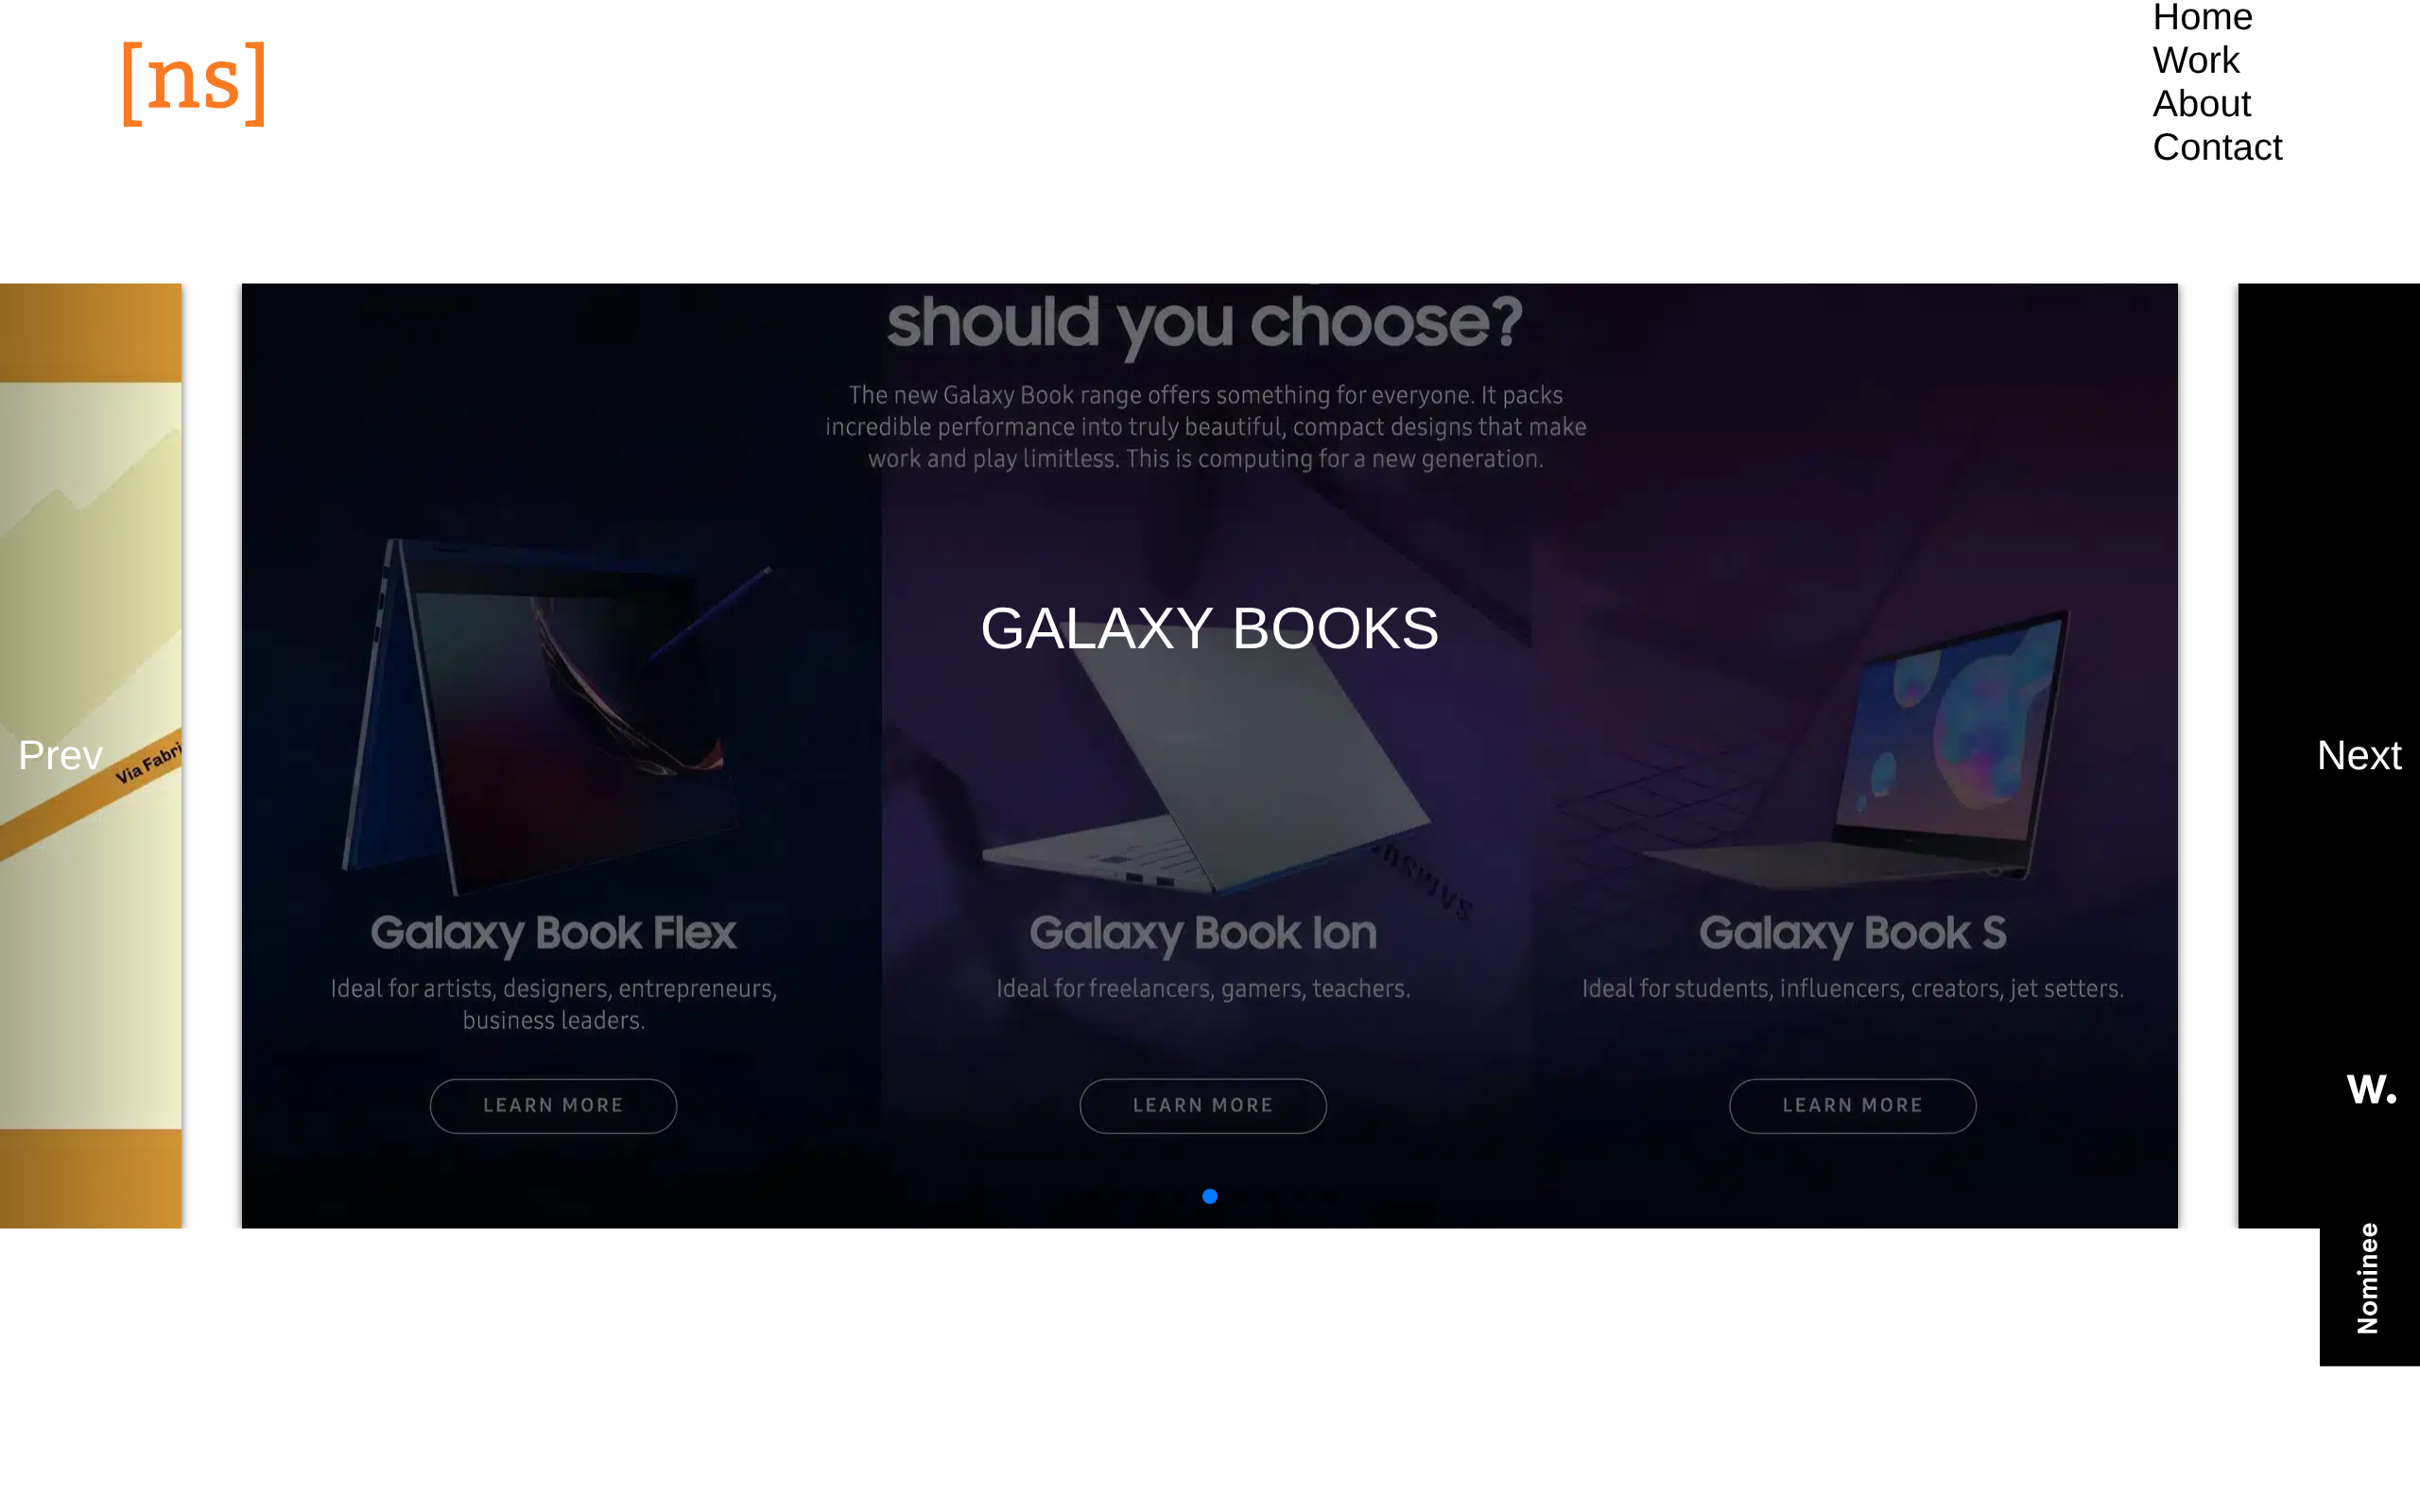 [ns]
Home
Work
About
Contact
should you choose?
The new Galaxy Book range offers something for everyone. It packs
incredible performance into truly beautiful, compact designs that make
work and play limitless. This is computing for a new generation.
GALAXY BOOKS
Prev
Via
Next
SAMSUNG
Galaxy Book Flex
Ideal for artists, designers, entrepreneurs,
business leaders.
LEARN MORE
Galaxy Book Ion
Ideal for freelancers, gamers, teachers.
LEARN MORE
Galaxy Book S
Ideal for students, influencers, creators, jet setters.
LEARN MORE
w.
Nominee